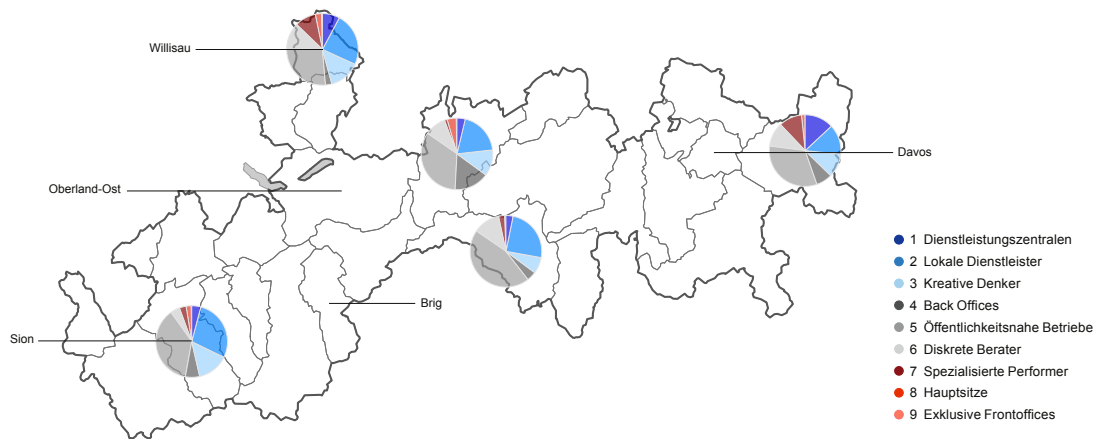 Willisau
Davos
Oberland-Ost
Brig
Sion
1 Dienstleistungszentralen
2 Lokale Dienstleister
3 Kreative Denker
4 Back Offices
5 Öffentlichkeitsnahe Betriebe
6 Diskrete Berater
7 Spezialisierte Performer
8 Hauptsitze
9 Exklusive Frontoffices